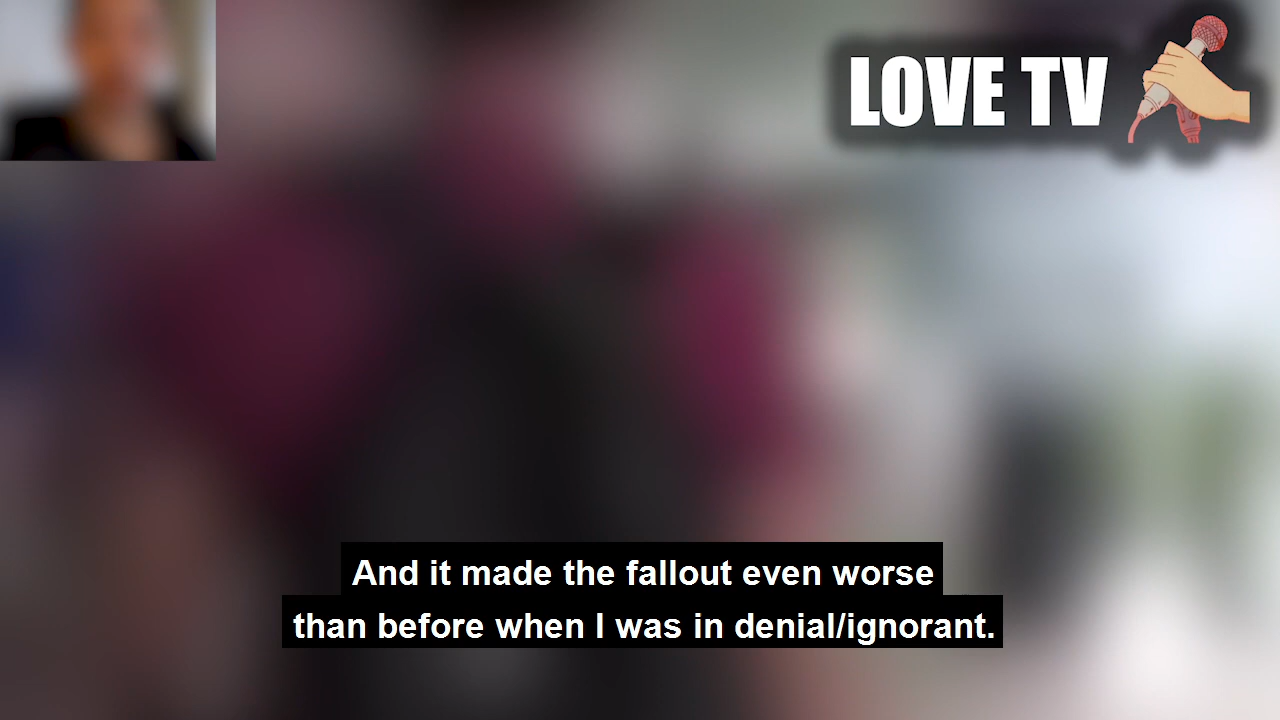 LOVE TV
And it made the fallout even worse
than before when I was in denial/ignorant.